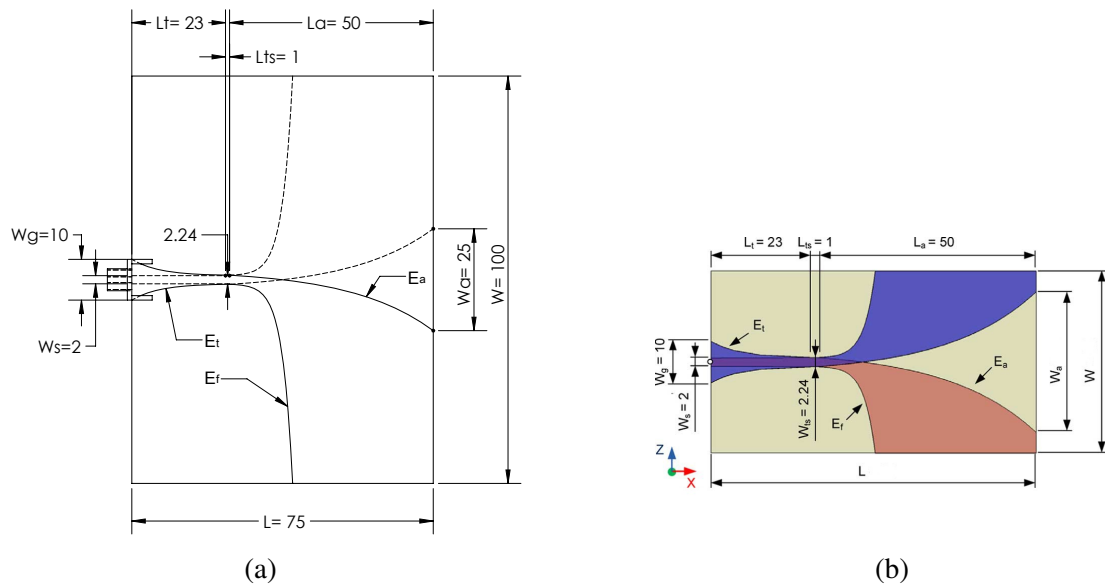 Lt= 23
La= 50
Lts= 1
Wg=10
2.24
Ws=2
Et
Ef
Ea
Wa= 25
W= 100
L= 75
(a)
Lt = 23
Lts = 1
La = 50
Et
Wg = 10
Ws = 2
Wts = 2.24
Ef
Ea
Wa
W
Z
X
L
(b)